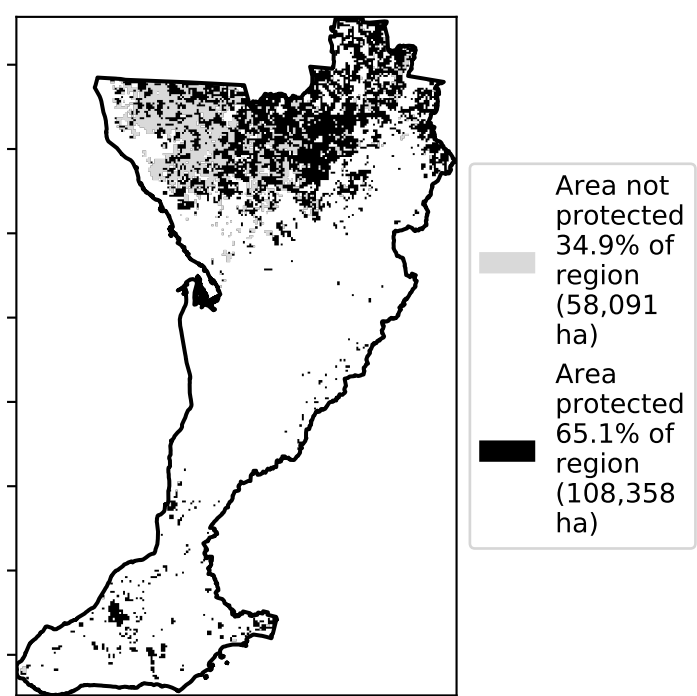 Area not
protected
34.9% of
region
(58,091
ha)
Area
protected
65.1% of
region
(108,358
ha)